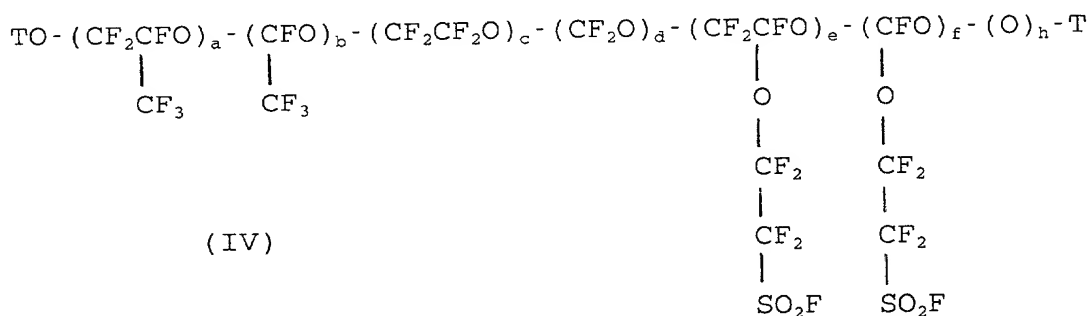 TO-(CF₂CFO)ₐ-(CFO)b-(CF₂CF₂O)c-(CF₂O)d-(CF₂CFO)ₑ-(CFO)f-(O)ₕ-T
CF₃ CF₃ O O
CF₂ CF₂
(IV) CF₂ CF₂
SO₂F SO₂F